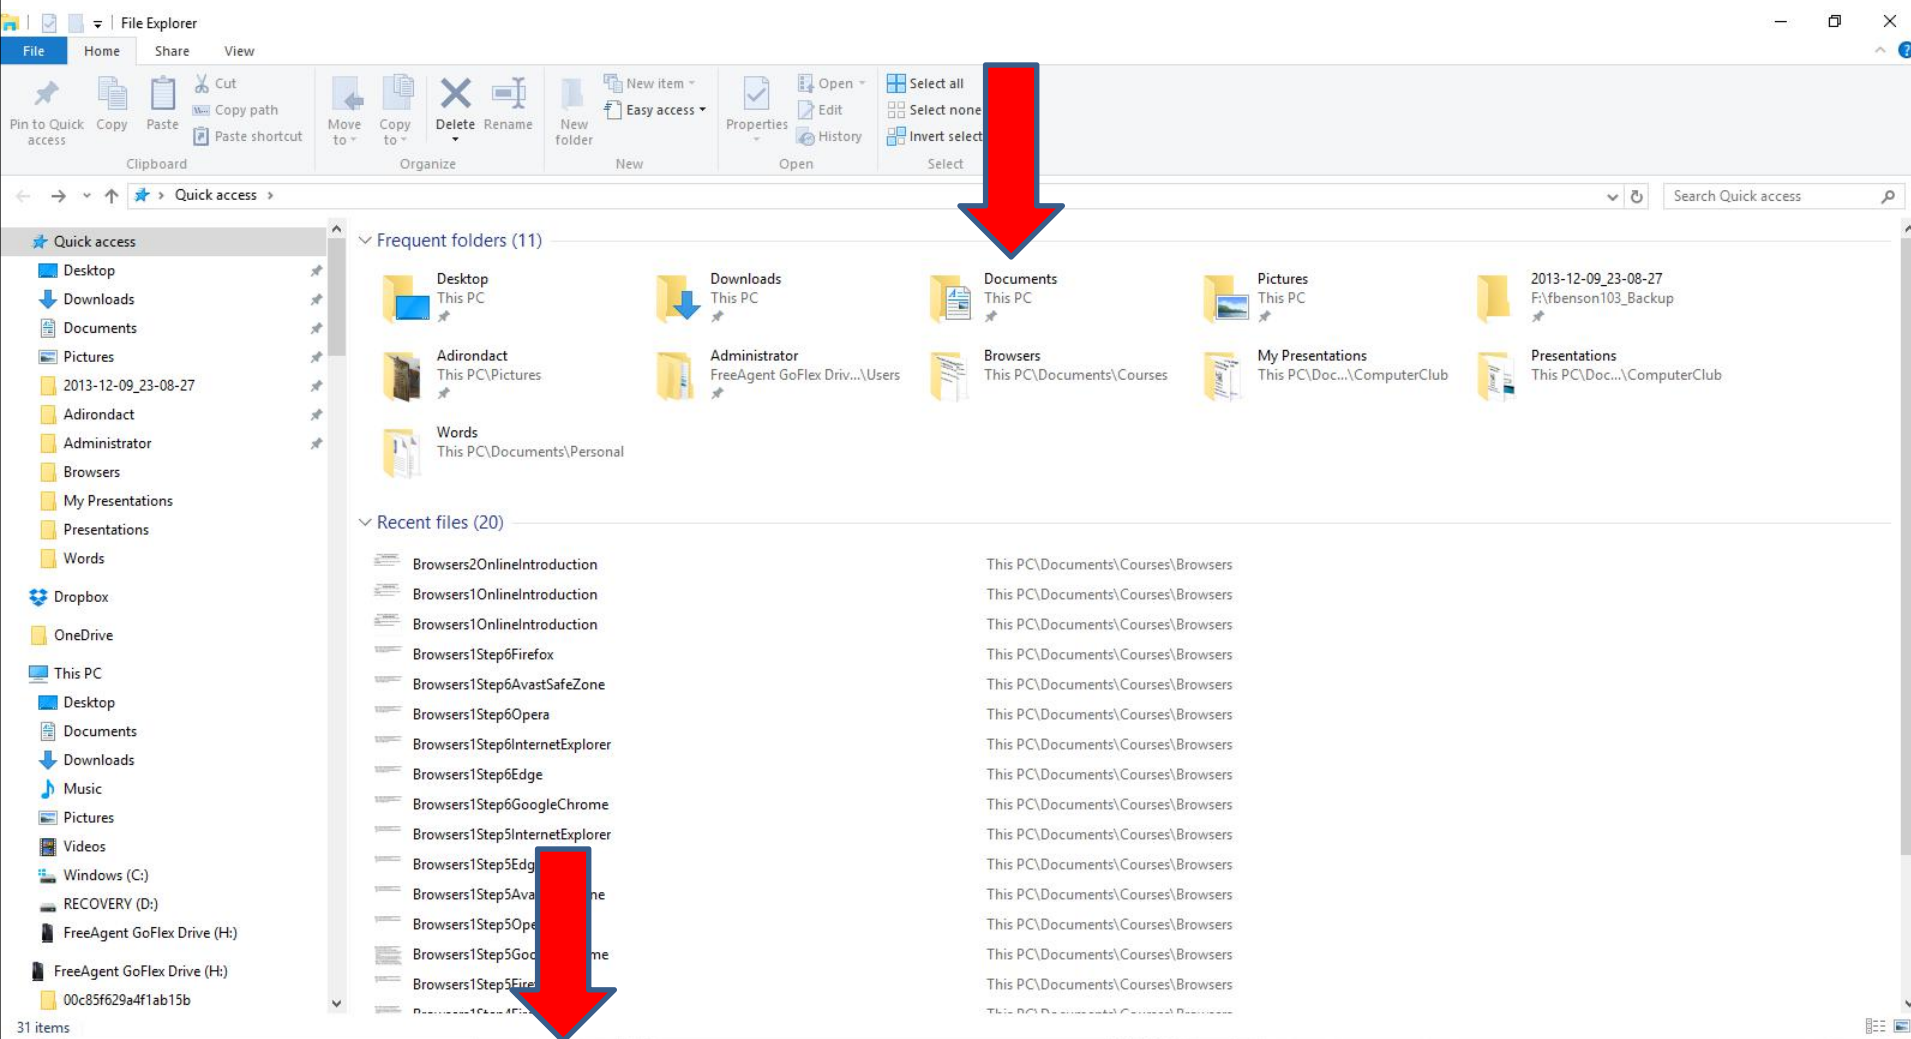 File Explorer
File Home Share View
Pin to Quick access
Copy
Paste
Cut
Copy path
Paste shortcut
Clipboard
Move to
Copy to
Delete
Rename
Organize
New folder
New item
Easy access
New
Properties
Open
Edit
History
Open
Select all
Select none
Invert select
Select
Quick access
Search Quick access
Quick access
Desktop
Downloads
Documents
Pictures
2013-12-09_23-08-27
Adirondact
Administrator
Browsers
My Presentations
Presentations
Words
Dropbox
OneDrive
This PC
Desktop
Documents
Downloads
Music
Pictures
Videos
Windows (C:)
RECOVERY (D:)
FreeAgent GoFlex Drive (H:)
FreeAgent GoFlex Drive (H:)
00c85f629a4f1ab15b
Frequent folders (11)
Desktop
This PC
Downloads
This PC
Documents
This PC
Pictures
This PC
2013-12-09_23-08-27
F:\fbenson103_Backup
Adirondact
This PC\Pictures
Administrator
FreeAgent GoFlex Driv...\Users
Browsers
This PC\Documents\Courses
My Presentations
This PC\Doc...\ComputerClub
Presentations
This PC\Doc...\ComputerClub
Words
This PC\Documents\Personal
Recent files (20)
Browsers2OnlineIntroduction This PC\Documents\Courses\Browsers
Browsers1OnlineIntroduction This PC\Documents\Courses\Browsers
Browsers1OnlineIntroduction This PC\Documents\Courses\Browsers
Browsers1Step6Firefox This PC\Documents\Courses\Browsers
Browsers1Step6AvastSafeZone This PC\Documents\Courses\Browsers
Browsers1Step6Opera This PC\Documents\Courses\Browsers
Browsers1Step6InternetExplorer This PC\Documents\Courses\Browsers
Browsers1Step6Edge This PC\Documents\Courses\Browsers
Browsers1Step6GoogleChrome This PC\Documents\Courses\Browsers
Browsers1Step5InternetExplorer This PC\Documents\Courses\Browsers
Browsers1Step5Edg This PC\Documents\Courses\Browsers
Browsers1Step5Ava ne This PC\Documents\Courses\Browsers
Browsers1Step5Ope This PC\Documents\Courses\Browsers
Browsers1Step5Goo me This PC\Documents\Courses\Browsers
Browsers1Step5Fire This PC\Documents\Courses\Browsers
31 items